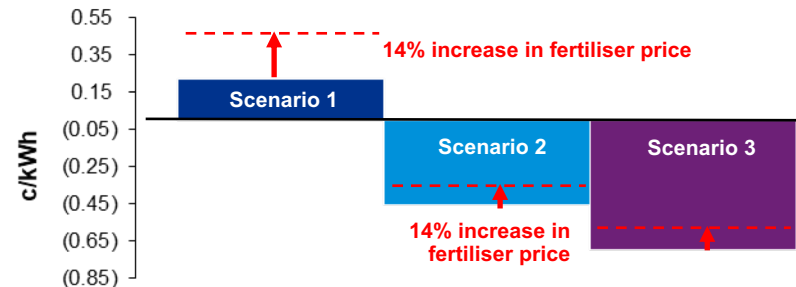 0.55
0.35
0.15
(0.05)
(0.25)
(0.45)
(0.65)
(0.85)
c/kWh
14% increase in fertiliser price
Scenario 1
Scenario 2
Scenario 3
14% increase in
fertiliser price